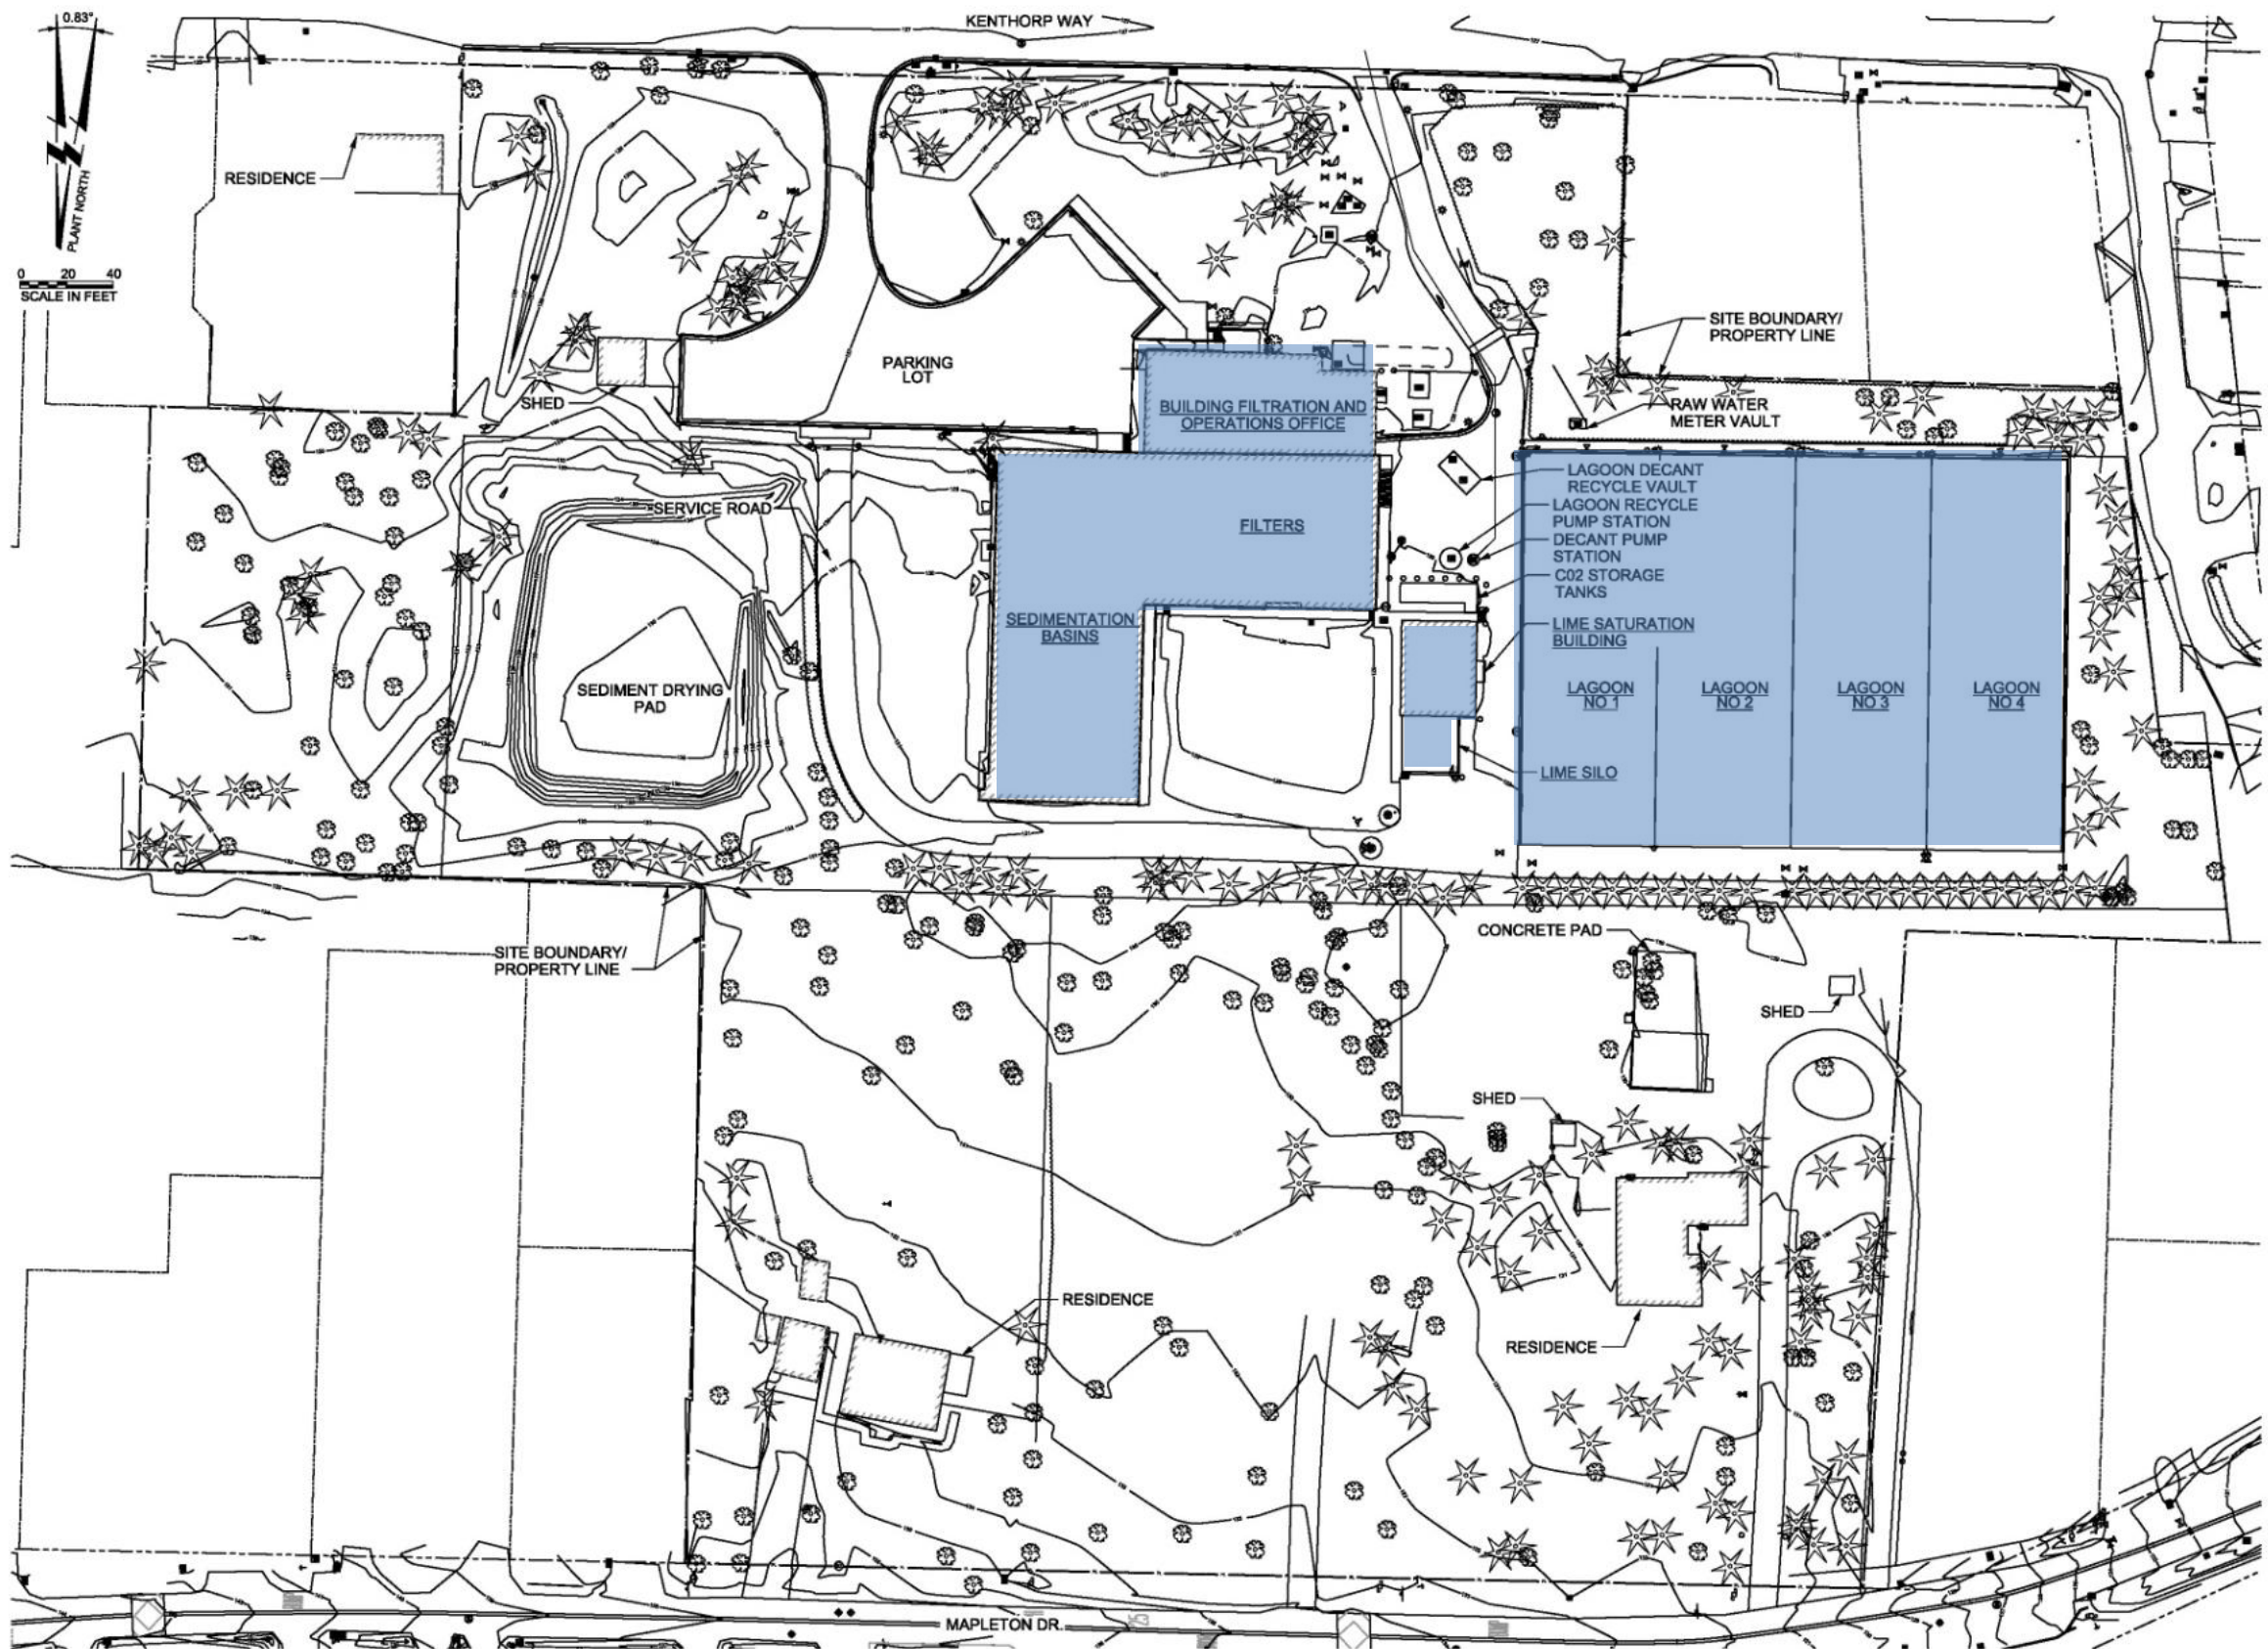 KENTHORP WAY
0.83°
PLANT NORTH
0 20 40
SCALE IN FEET
RESIDENCE
SHED
PARKING
LOT
SITE BOUNDARY/
PROPERTY LINE
RAW WATER
METER VAULT
BUILDING FILTRATION AND
OPERATIONS OFFICE
SERVICE ROAD
FILTERS
LAGOON DECANT
RECYCLE VAULT
LAGOON RECYCLE
PUMP STATION
DECANT PUMP
STATION
C02 STORAGE
TANKS
LIME SATURATION
BUILDING
SEDIMENTATION
BASINS
SEDIMENT DRYING
PAD
LAGOON
NO 1
LAGOON
NO 2
LAGOON
NO 3
LAGOON
NO 4
LIME SILO
SITE BOUNDARY/
PROPERTY LINE
CONCRETE PAD
SHED
SHED
RESIDENCE
RESIDENCE
MAPLETON DR.